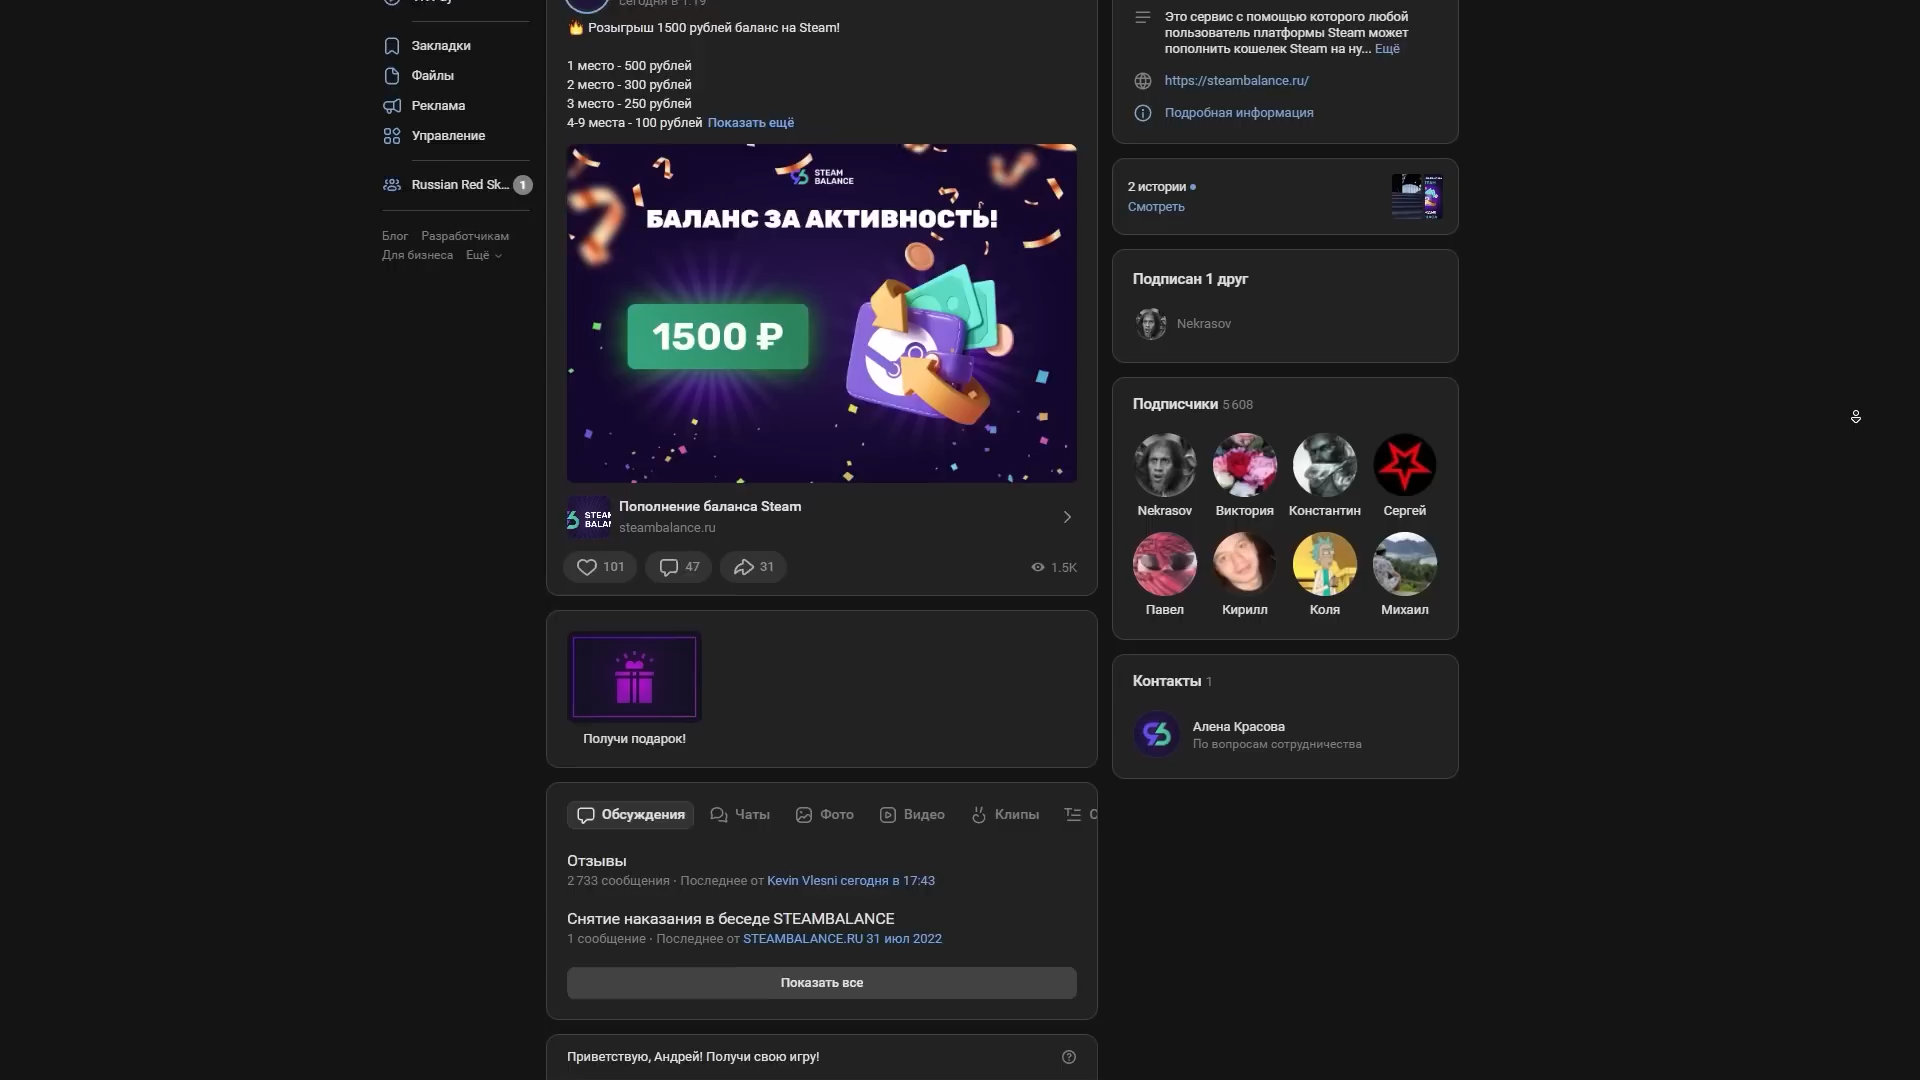 Закладки
Файлы
Реклама
Управление
Russian Red Sk... 1
Блог Разработчикам
Для бизнеса Ещё
сегодня в 1:19
Розыгрыш 1500 рублей баланс на Steam!
1 место - 500 рублей
2 место - 300 рублей
3 место - 250 рублей
4-9 места - 100 рублей Показать ещё
STEAM
BALANCE
БАЛАНС ЗА АКТИВНОСТЬ!
1500 ₽
Пополнение баланса Steam
steambalance.ru
101 47 31 1.5K
Получи подарок!
Обсуждения Чаты Фото Видео Клипы
Отзывы
2 733 сообщения · Последнее от Kevin Vlesni сегодня в 17:43
Снятие наказания в беседе STEAMBALANCE
1 сообщение · Последнее от STEAMBALANCE.RU 31 июл 2022
Показать все
Приветствую, Андрей! Получи свою игру!
Это сервис с помощью которого любой
пользователь платформы Steam может
пополнить кошелек Steam на ну... Ещё
https://steambalance.ru/
Подробная информация
2 истории
Смотреть
Подписан 1 друг
Nekrasov
Подписчики 5 608
Nekrasov Виктория Константин Сергей
Павел Кирилл Коля Михаил
Контакты 1
Алена Красова
По вопросам сотрудничества